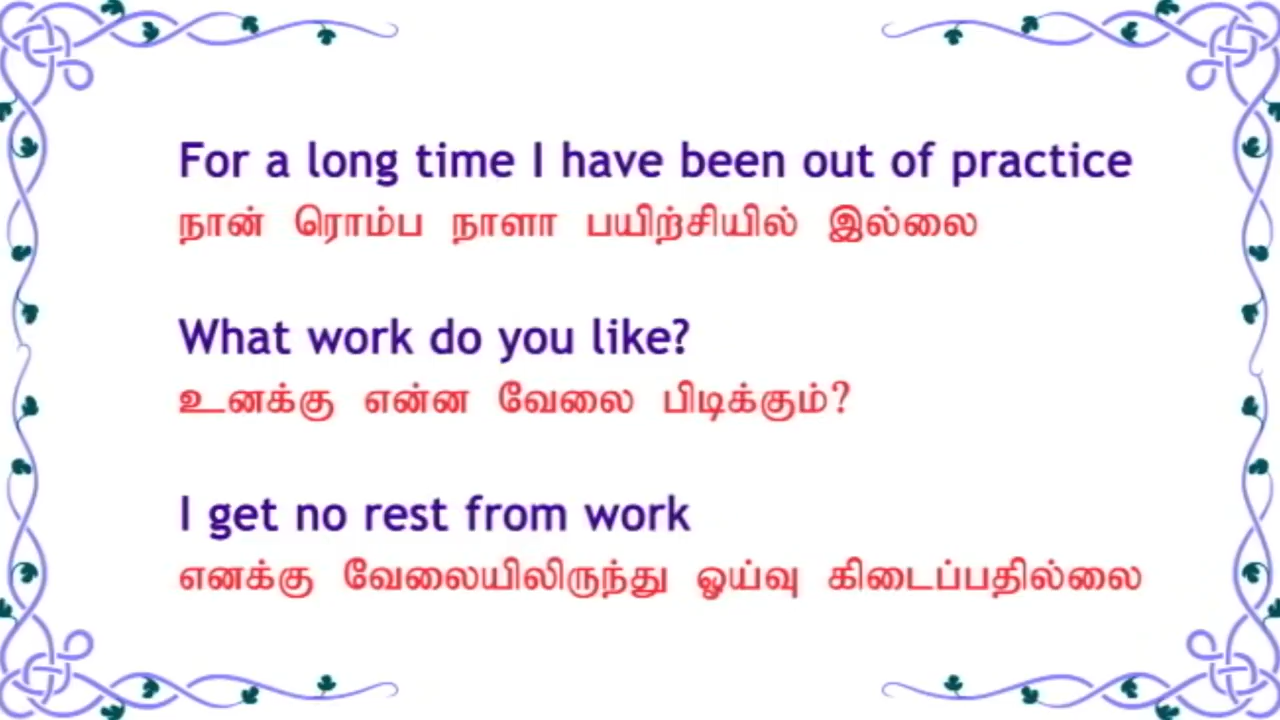 For a long time I have been out of practice
நான் ரொம்ப நாளா பயிற்சியில் இல்லை
What work do you like?
உனக்கு என்ன வேலை பிடிக்கும்?
I get no rest from work
எனக்கு வேலையிலிருந்து ஓய்வு கிடைப்பதில்லை